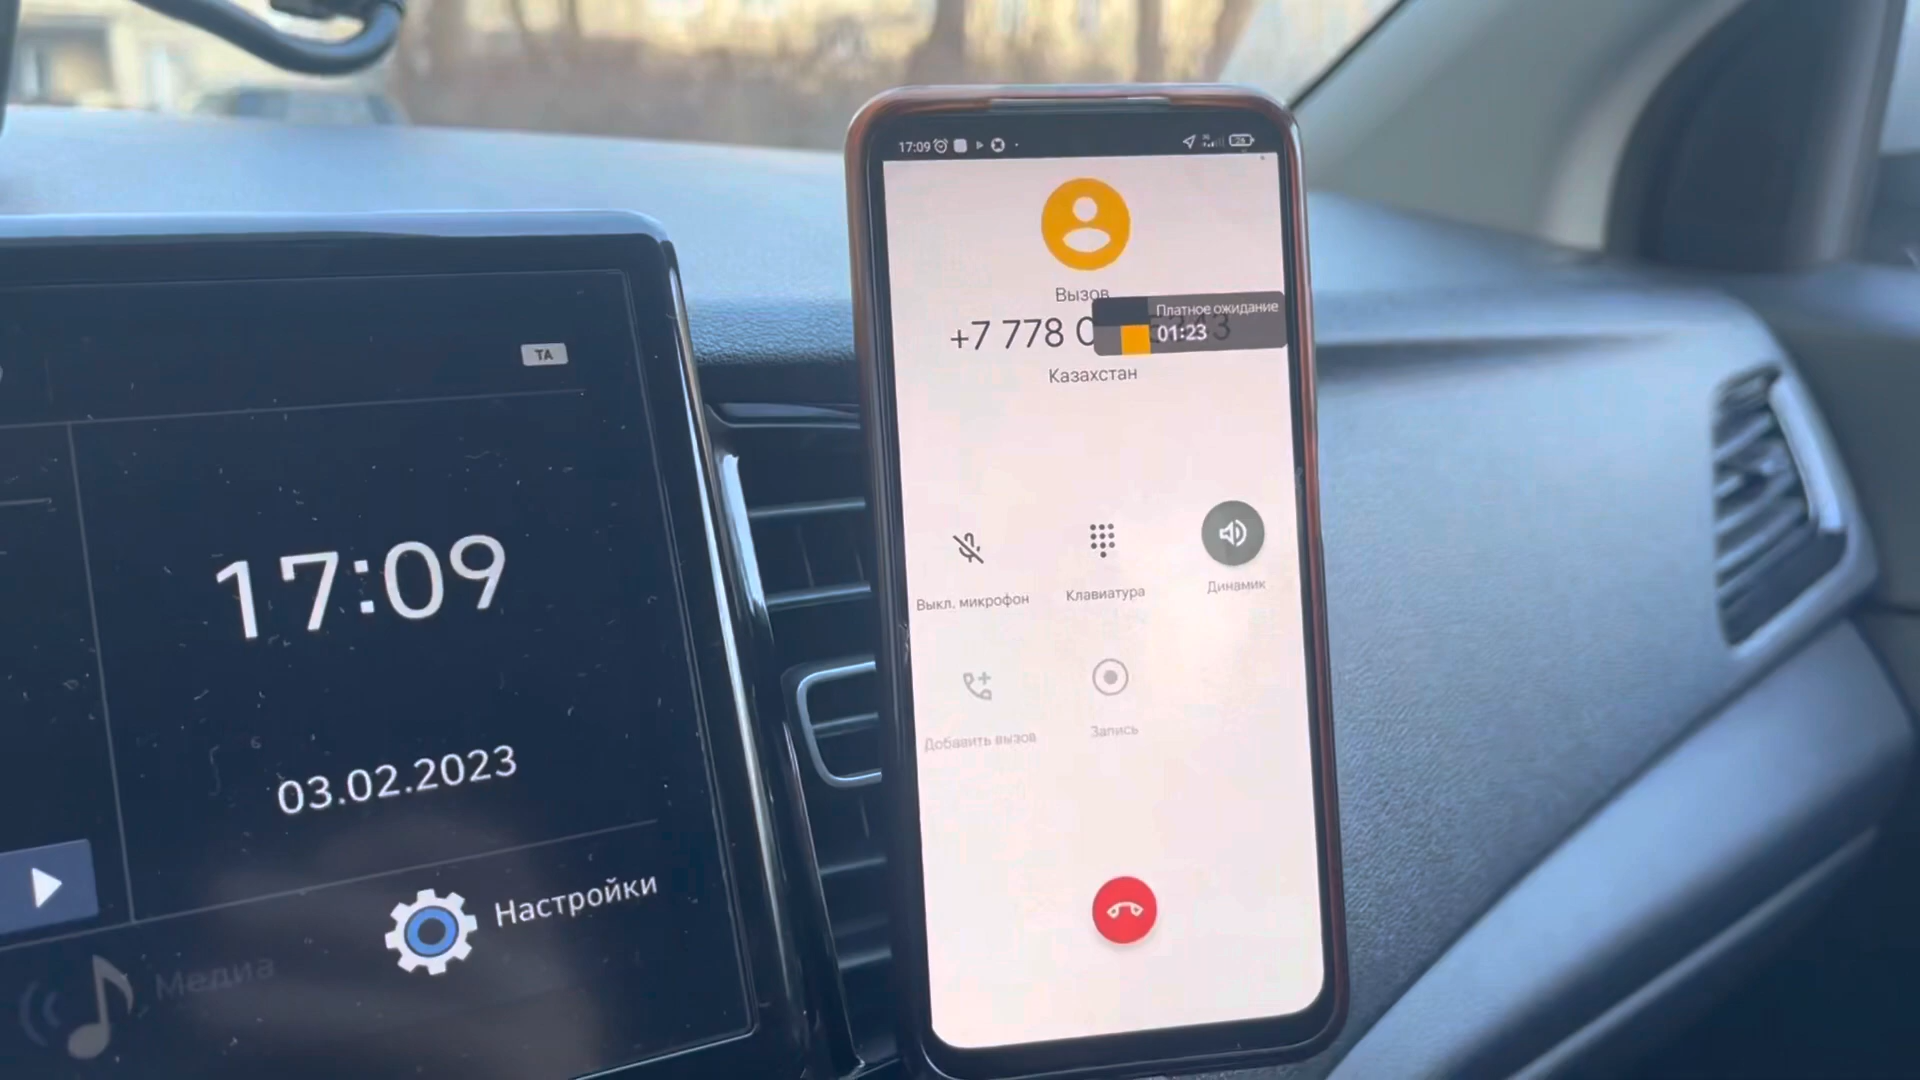 TA
17:09
03.02.2023
Настройки
Медиа
17:09
Вызов
Платное ожидание
01:23
+7 778 0
Казахстан
Выкл. микрофон
Клавиатура
Динамик
Добавить вызов
Запись